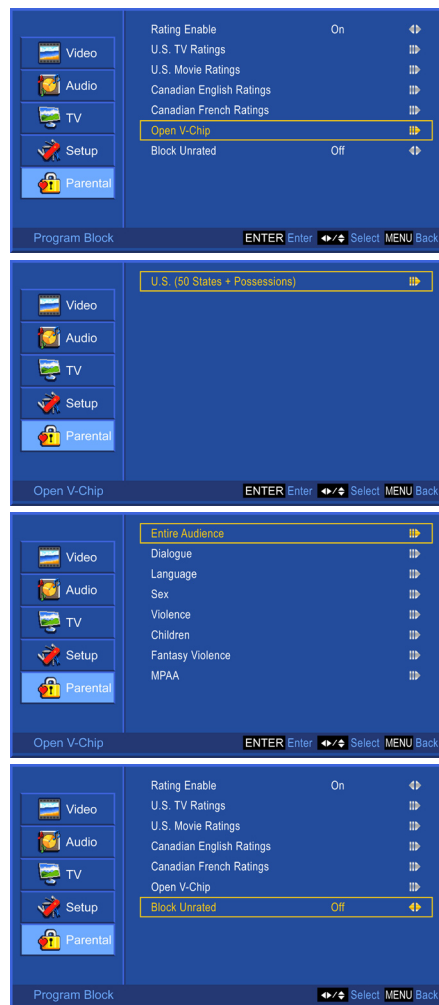 Rating Enable On
U.S. TV Ratings
Video
U.S. Movie Ratings
Audio
Canadian English Ratings
Canadian French Ratings
TV
Open V-Chip
Setup
Block Unrated Off
Parental
Program Block ENTER Enter Select MENU Back
U.S. (50 States + Possessions)
Video
Audio
TV
Setup
Parental
Open V-Chip ENTER Enter Select MENU Back
Entire Audience
Video
Dialogue
Language
Audio
Sex
TV
Violence
Children
Setup
Fantasy Violence
MPAA
Parental
Open V-Chip ENTER Enter Select MENU Back
Rating Enable On
U.S. TV Ratings
Video
U.S. Movie Ratings
Audio
Canadian English Ratings
Canadian French Ratings
TV
Open V-Chip
Setup
Block Unrated Off
Parental
Program Block Select MENU Back